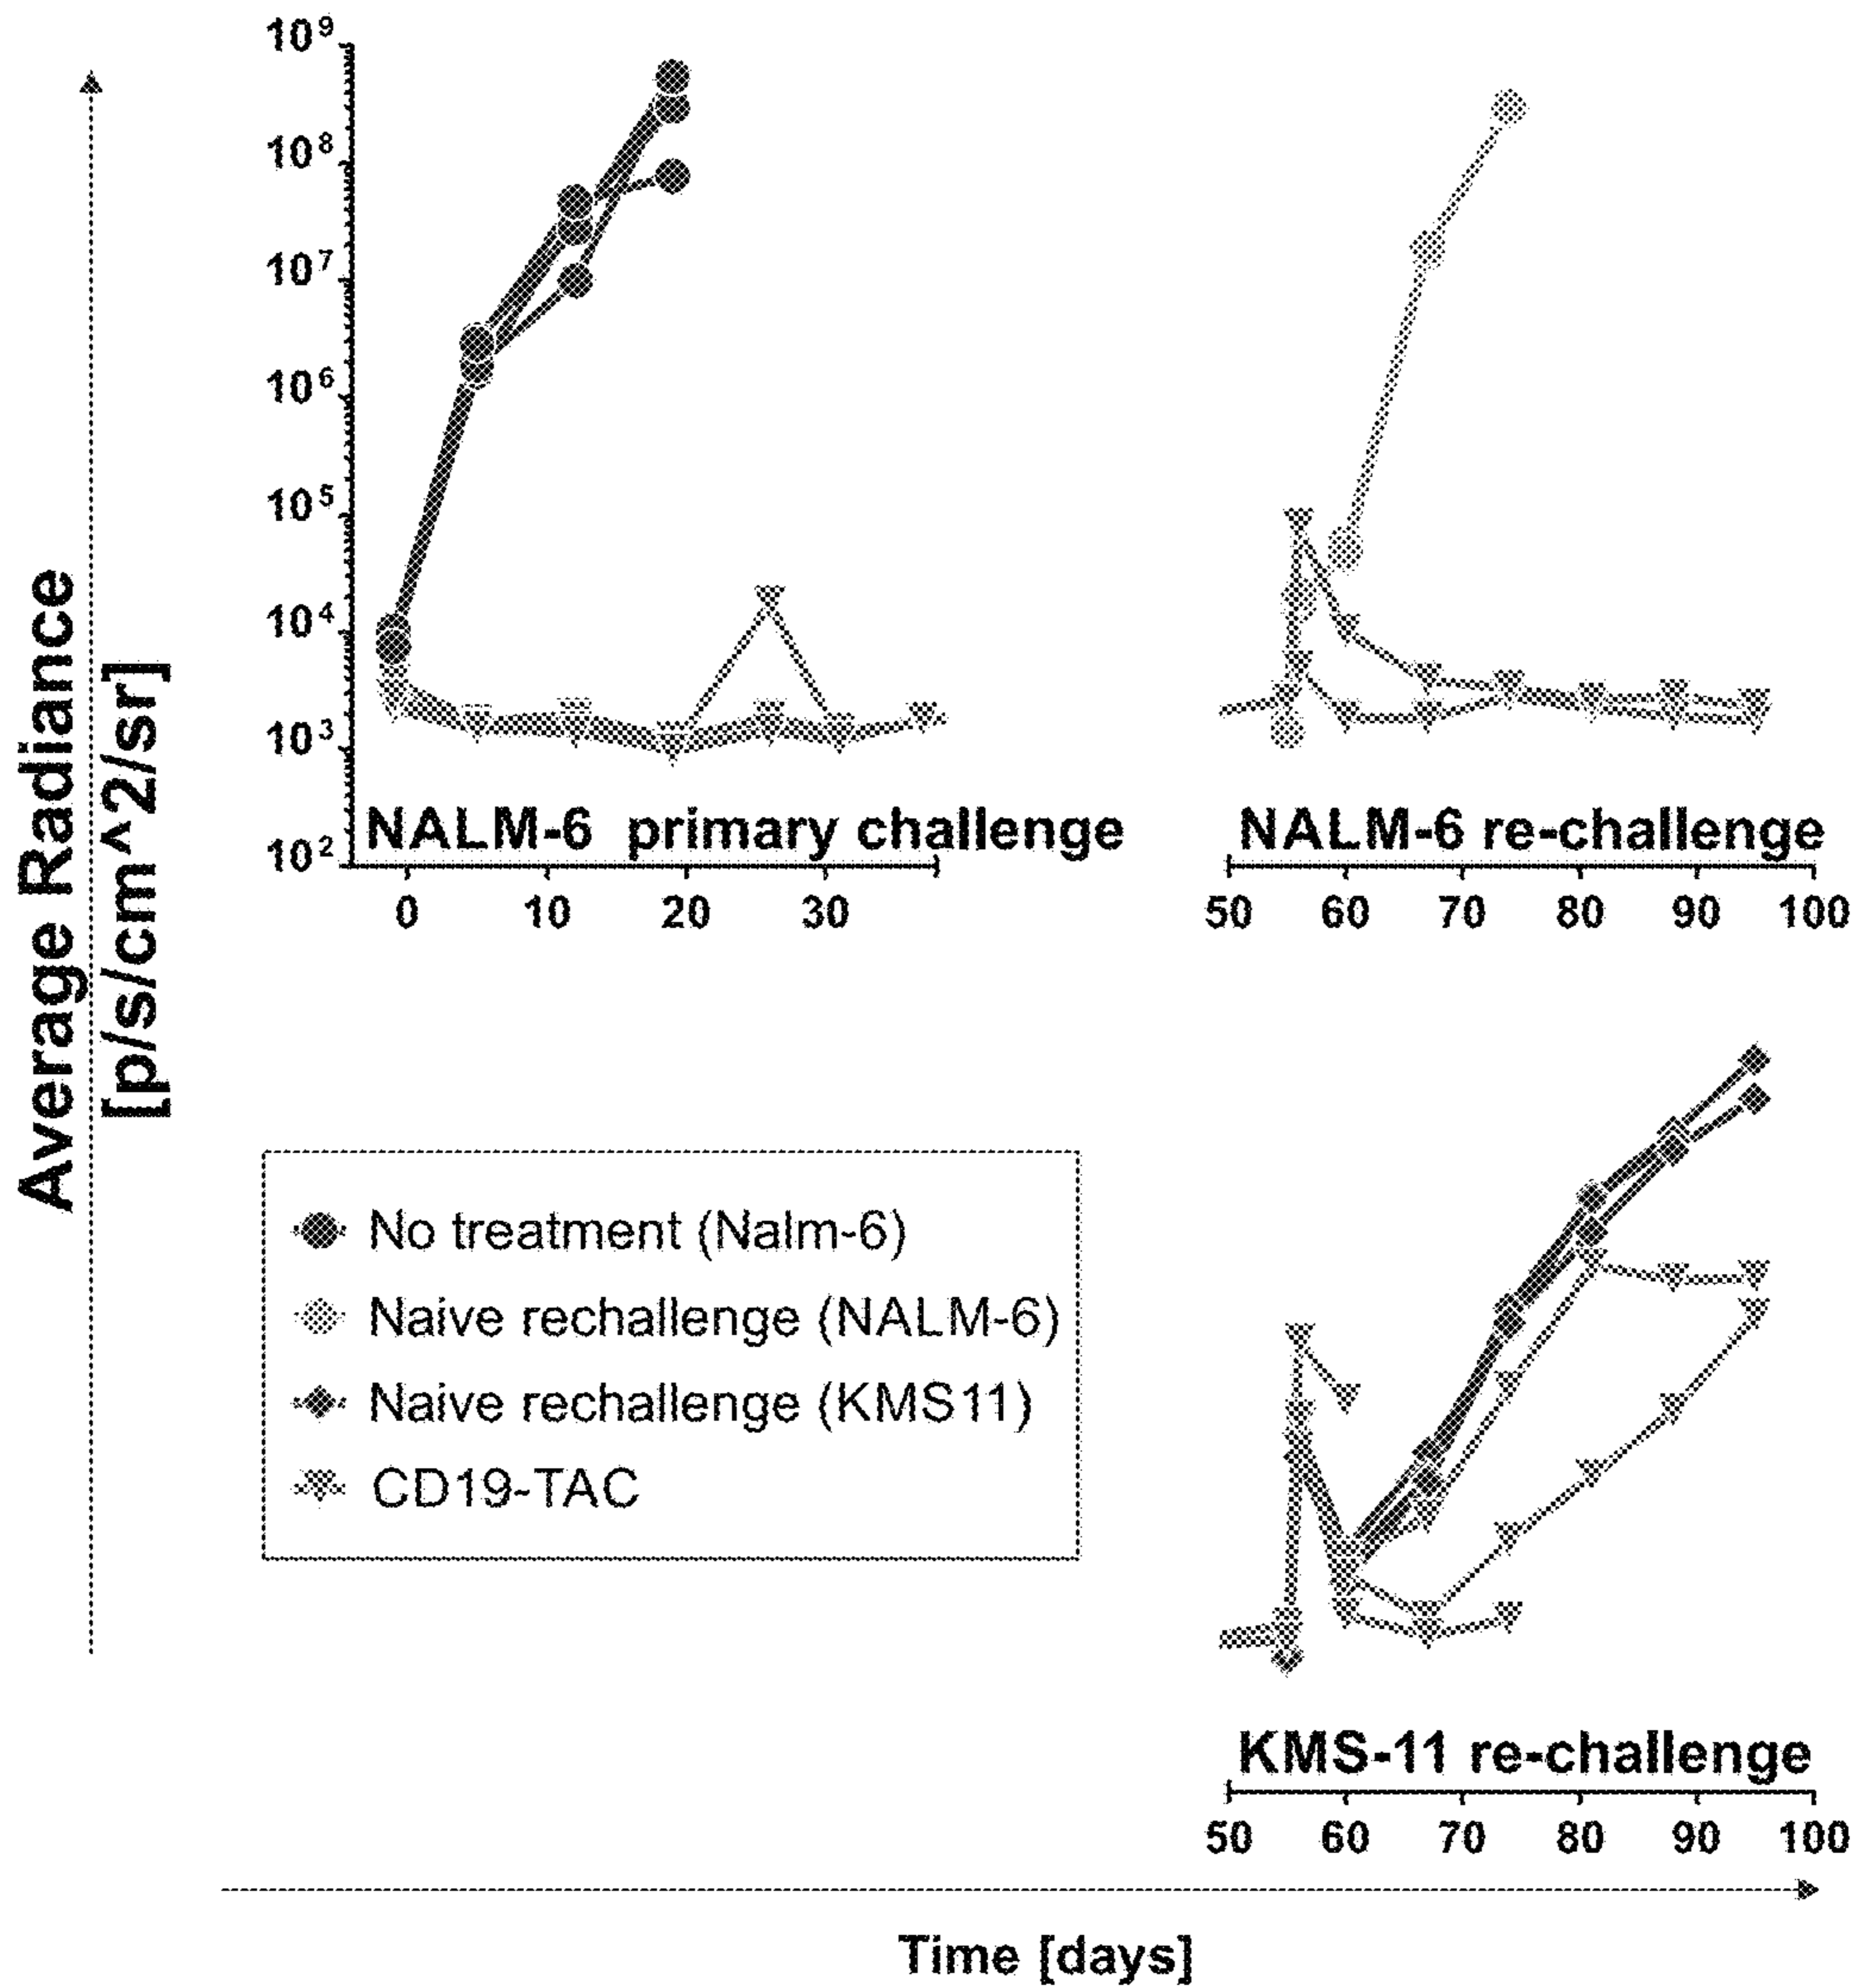 Average Radiance
[p/s/cm^2/sr]
10⁹
10⁸
10⁷
10⁶
10⁵
10⁴
10³
10²
NALM-6 primary challenge
0 10 20 30
NALM-6 re-challenge
50 60 70 80 90 100
No treatment (Nalm-6)
Naive rechallenge (NALM-6)
Naive rechallenge (KMS11)
CD19-TAC
KMS-11 re-challenge
50 60 70 80 90 100
Time [days]